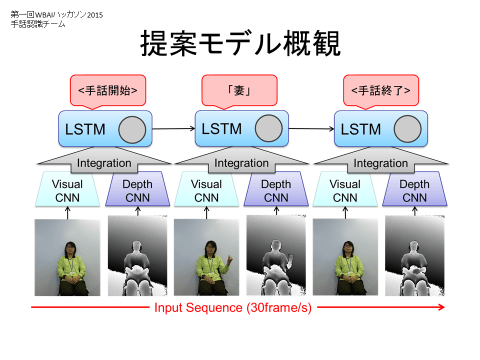 第一回WBAIハッカソン2015
手話認識チーム
提案モデル概観
<手話開始>
「妻」
<手話終了>
LSTM
LSTM
LSTM
Integration
Integration
Integration
Visual CNN
Depth CNN
Visual CNN
Depth CNN
Visual CNN
Depth CNN
Input Sequence (30frame/s)